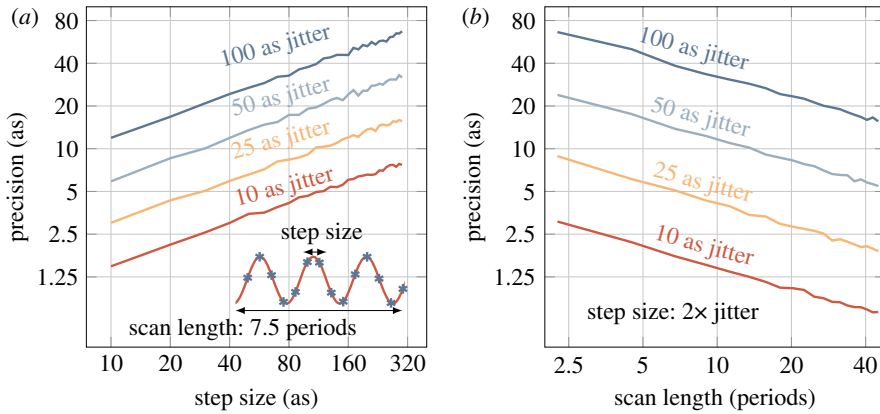 (a)
80
40
20
10
5
2.5
1.25
precision (as)
100 as jitter
50 as jitter
25 as jitter
10 as jitter
step size
scan length: 7.5 periods
10 20 40 80 160 320
step size (as)
(b)
80
40
20
10
5
2.5
1.25
precision (as)
100 as jitter
50 as jitter
25 as jitter
10 as jitter
step size: 2× jitter
2.5 5 10 20 40
scan length (periods)